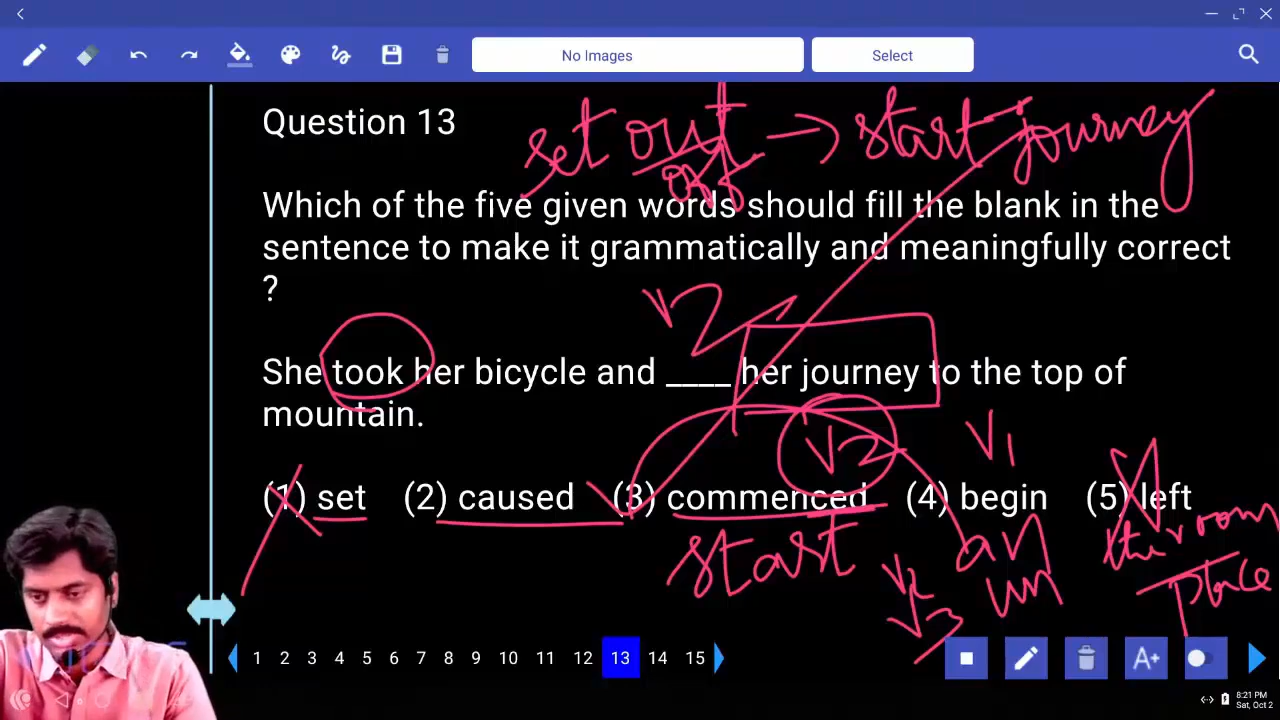 No Images
Select
Question 13
set out → start journey
off
Which of the five given words should fill the blank in the
sentence to make it grammatically and meaningfully correct
?
V2
She took her bicycle and ____ her journey to the top of
mountain.
V2
V1
(1) set (2) caused (3) commenced (4) begin (5) left
start
V2
V3
an
un
the room
place
1 2 3 4 5 6 7 8 9 10 11 12 13 14 15
A+
8:21 PM
Sat, Oct 2